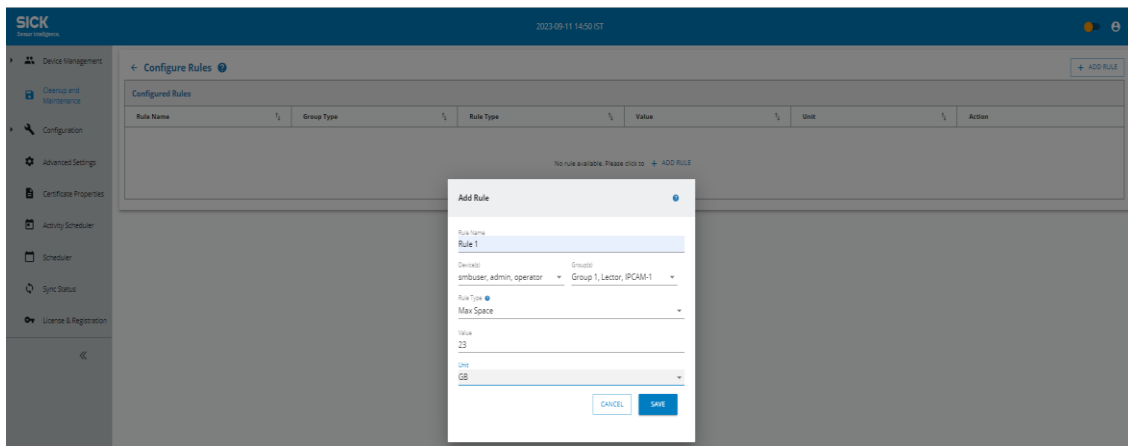 SICK
Sensor Intelligence.
2023-09-11 14:50 IST
Device Management
Cleanup and
Maintenance
Configuration
Advanced Settings
Certificate Properties
Activity Scheduler
Scheduler
Sync Status
License & Registration
← Configure Rules ?
+ ADD RULE
Configured Rules
Rule Name Group Type Rule Type Value Unit Action
No rule available. Please click to + ADD RULE
Add Rule ?
Rule Name
Rule 1
Device(s) Group(s)
smbuser, admin, operator Group 1, Lector, IPCAM-1
Rule Type ?
Max Space
Value
23
Unit
GB
CANCEL SAVE